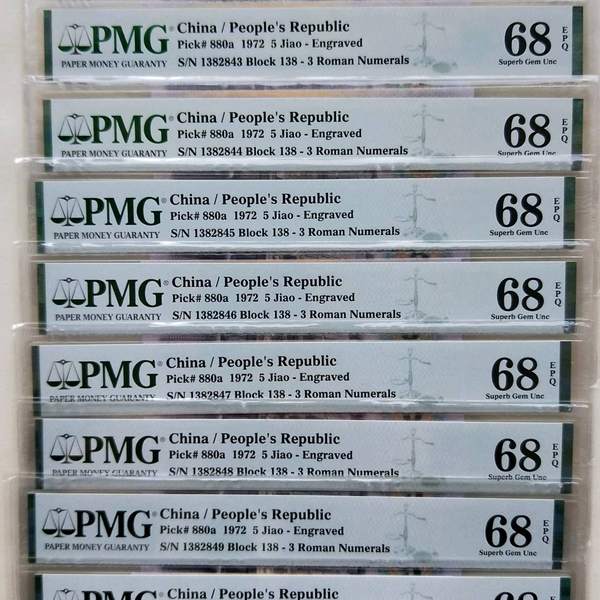 PMG China / People's Republic
Pick# 880a 1972 5 Jiao - Engraved
PAPER MONEY GUARANTY S/N 1382843 Block 138 - 3 Roman Numerals
68 EPQ
Superb Gem Unc
PMG China / People's Republic
Pick# 880a 1972 5 Jiao - Engraved
PAPER MONEY GUARANTY S/N 1382844 Block 138 - 3 Roman Numerals
68 EPQ
Superb Gem Unc
PMG China / People's Republic
Pick# 880a 1972 5 Jiao - Engraved
PAPER MONEY GUARANTY S/N 1382845 Block 138 - 3 Roman Numerals
68 EPQ
Superb Gem Unc
PMG China / People's Republic
Pick# 880a 1972 5 Jiao - Engraved
PAPER MONEY GUARANTY S/N 1382846 Block 138 - 3 Roman Numerals
68 EPQ
Superb Gem Unc
PMG China / People's Republic
Pick# 880a 1972 5 Jiao - Engraved
PAPER MONEY GUARANTY S/N 1382847 Block 138 - 3 Roman Numerals
68 EPQ
Superb Gem Unc
PMG China / People's Republic
Pick# 880a 1972 5 Jiao - Engraved
PAPER MONEY GUARANTY S/N 1382848 Block 138 - 3 Roman Numerals
68 EPQ
Superb Gem Unc
PMG China / People's Republic
Pick# 880a 1972 5 Jiao - Engraved
PAPER MONEY GUARANTY S/N 1382849 Block 138 - 3 Roman Numerals
68 EPQ
Superb Gem Unc
PMG China / People's Republic